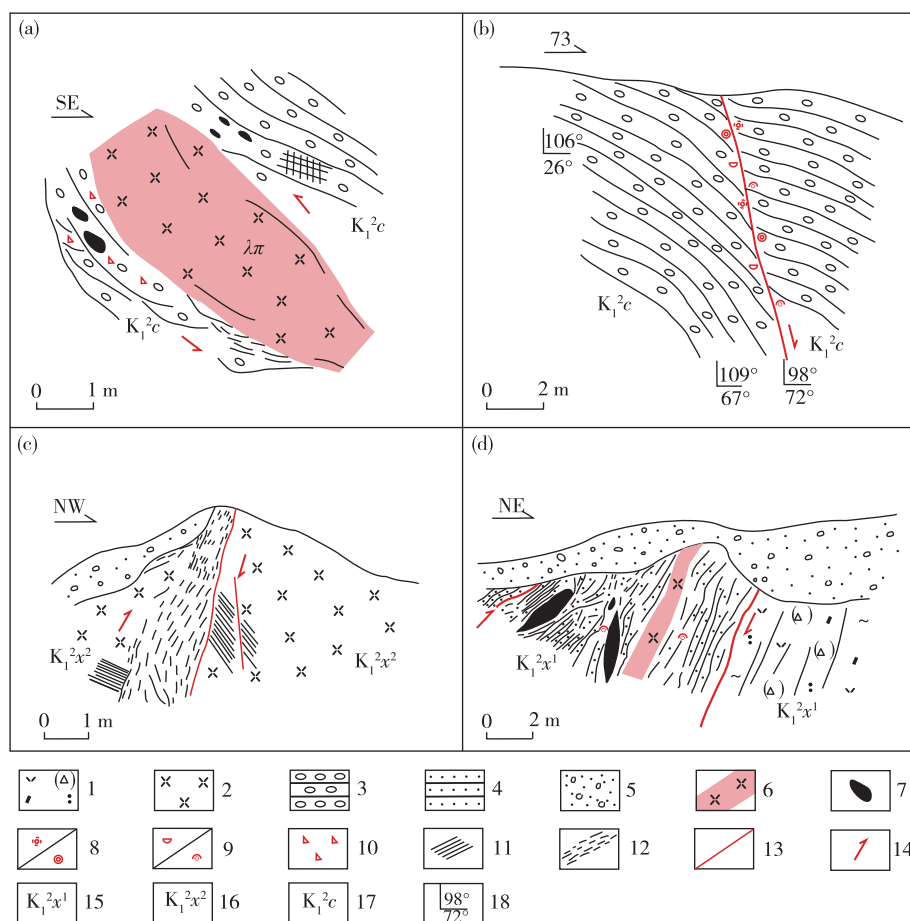 (a)
SE
λπ
K₁²c
K₁²c
0 1 m
(b)
73
106°
26°
K₁²c
K₁²c
109°
67°
98°
72°
0 2 m
(c)
NW
K₁²x²
K₁²x²
0 1 m
(d)
NE
K₁²x¹
K₁²x¹
0 2 m
1 2 3 4 5 6 7
8 9 10 11 12 13 14
K₁²x¹ 15 K₁²x² 16 K₁²c 17 98° 18
72°